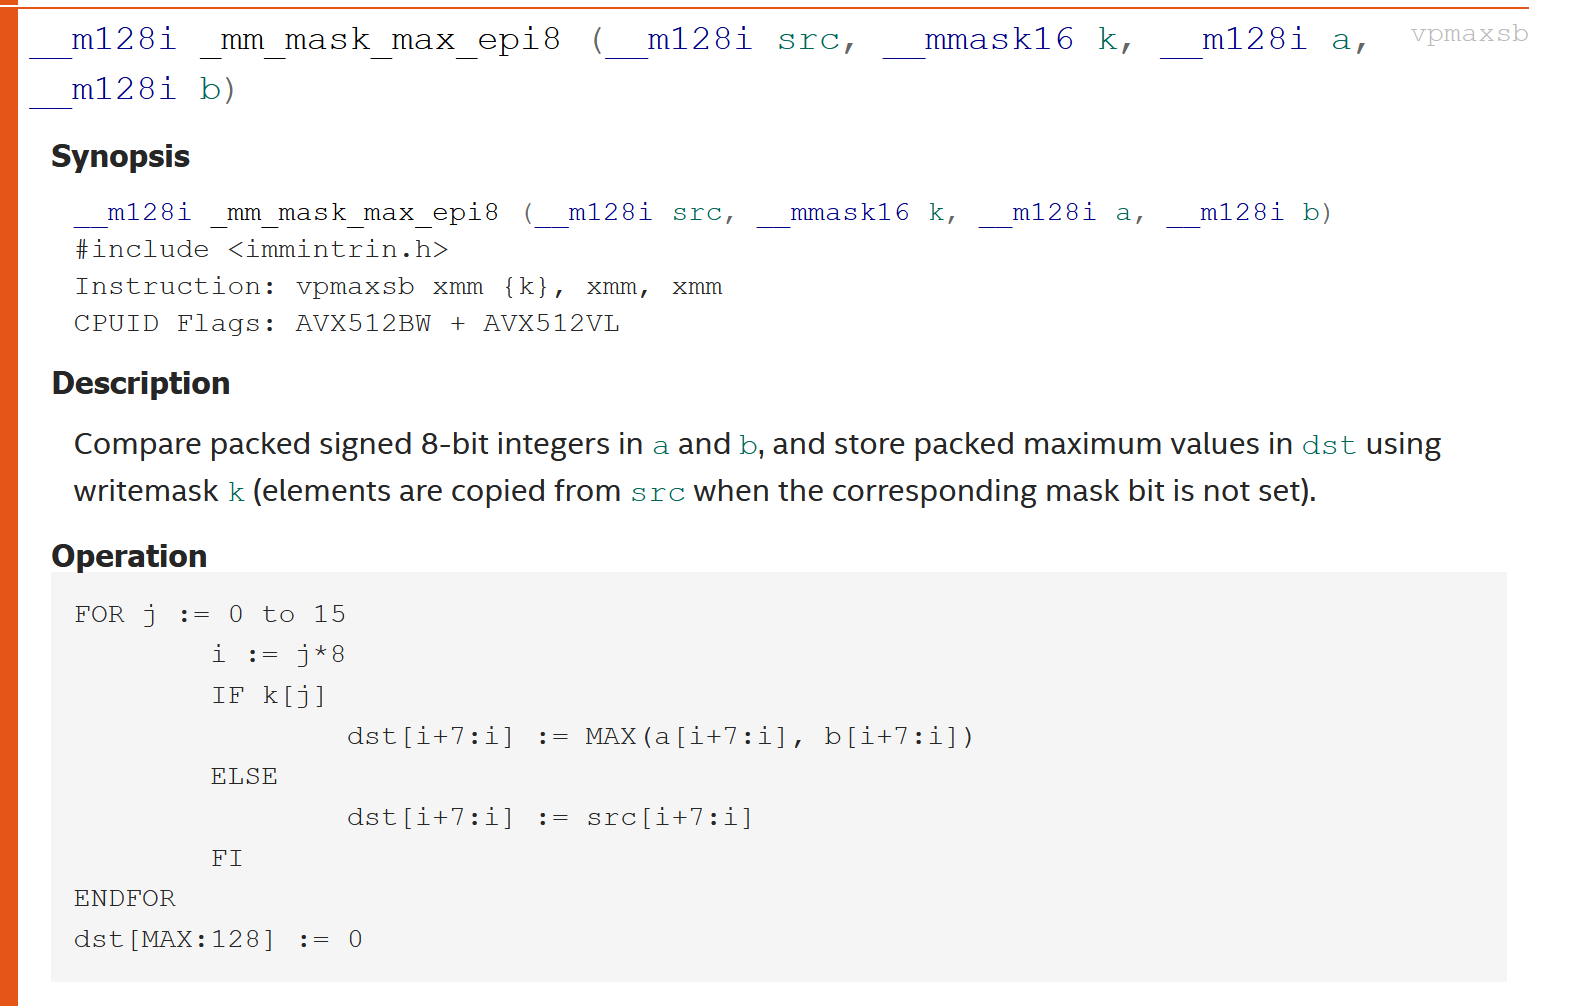 __m128i _mm_mask_max_epi8 (__m128i src, __mmask16 k, __m128i a, vpmaxsb
__m128i b)
Synopsis
__m128i _mm_mask_max_epi8 (__m128i src, __mmask16 k, __m128i a, __m128i b)
#include <immintrin.h>
Instruction: vpmaxsb xmm {k}, xmm, xmm
CPUID Flags: AVX512BW + AVX512VL
Description
Compare packed signed 8-bit integers in a and b, and store packed maximum values in dst using
writemask k (elements are copied from src when the corresponding mask bit is not set).
Operation
FOR j := 0 to 15
i := j*8
IF k[j]
dst[i+7:i] := MAX(a[i+7:i], b[i+7:i])
ELSE
dst[i+7:i] := src[i+7:i]
FI
ENDFOR
dst[MAX:128] := 0